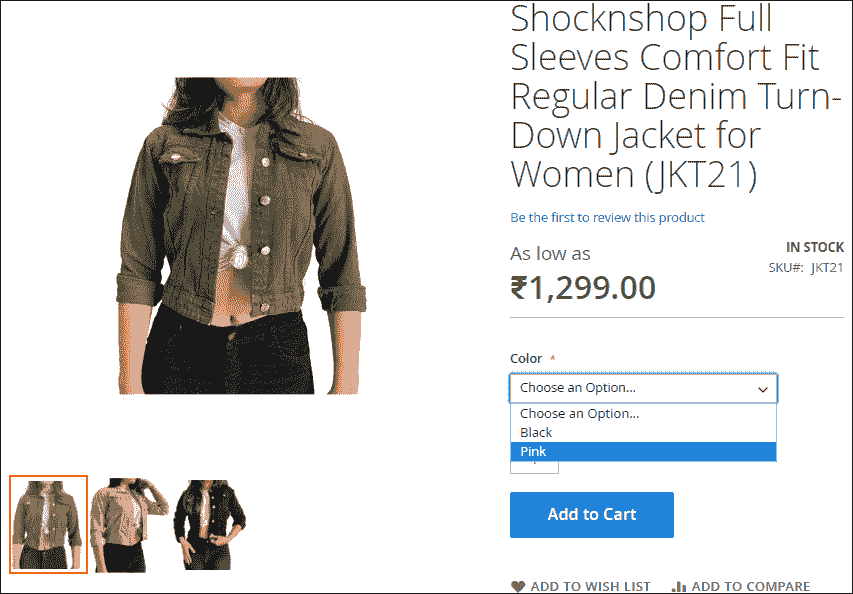 Shocknshop Full
Sleeves Comfort Fit
Regular Denim Turn-
Down Jacket for
Women (JKT21)
Be the first to review this product
As low as
IN STOCK
₹1,299.00
SKU#: JKT21
Color *
Choose an Option...
Choose an Option...
Black
Pink
Add to Cart
ADD TO WISH LIST
ADD TO COMPARE